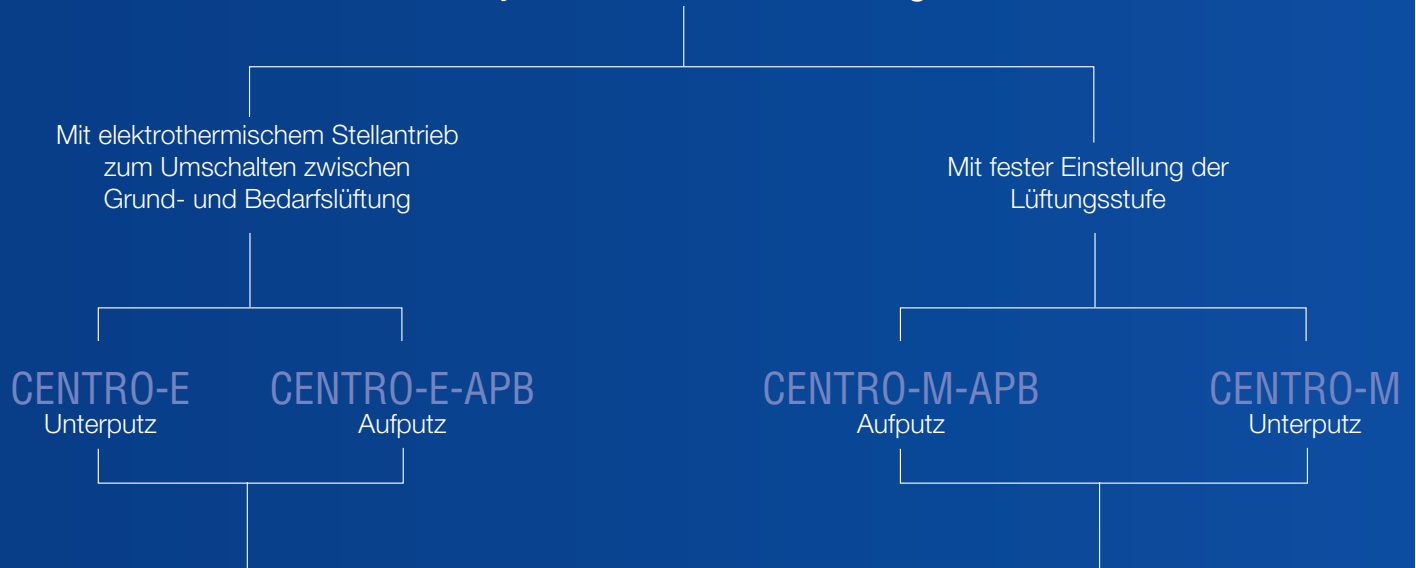 Mit elektrothermischem Stellantrieb
zum Umschalten zwischen
Grund- und Bedarfslüftung
Mit fester Einstellung der
Lüftungsstufe
CENTRO-E
Unterputz
CENTRO-E-APB
Aufputz
CENTRO-M-APB
Aufputz
CENTRO-M
Unterputz